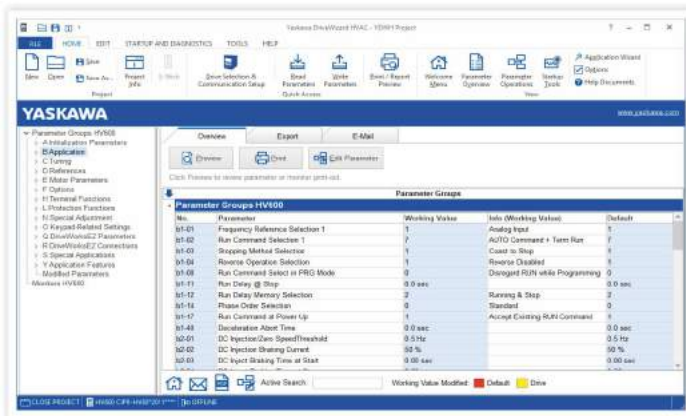 Yaskawa DriveWizard HVAC - YDWH Project
FILE HOME EDIT STARTUP AND DIAGNOSTICS TOOLS HELP
New Open Save Save As... Project Info Drive Selection & Communication Setup Read Parameters Write Parameters Print / Report Preview Welcome Menu Parameter Overview Parameter Operations Startup Tools Application Wizard Options Help Documents
Project Quick Access View
YASKAWA www.yaskawa.com
Parameter Groups HV600
A Initialization Parameters
B Application
C Tuning
D References
E Motor Parameters
F Options
H Terminal Functions
L Protection Functions
N Special Adjustment
O Keypad-Related Settings
Q DriveWorksEZ Parameters
R DriveWorksEZ Connections
S Special Applications
Y Application Features
Modified Parameters
Monitors HV600
Overview Export E-Mail
Preview Print Edit Parameter
Click Preview to review parameter or monitor print-out.
Parameter Groups
Parameter Groups HV600
No. Parameter Working Value Info (Working Value) Default
b1-01 Frequency Reference Selection 1 1 Analog Input 1
b1-02 Run Command Selection 1 7 AUTO Command + Term Run 7
b1-03 Stopping Method Selection 1 Coast to Stop 1
b1-04 Reverse Operation Selection 1 Reverse Disabled 1
b1-08 Run Command Select in PRG Mode 0 Disregard RUN while Programming 0
b1-11 Run Delay @ Stop 0.0 sec 0.0 sec
b1-12 Run Delay Memory Selection 2 Running & Stop 2
b1-14 Phase Order Selection 0 Standard 0
b1-17 Run Command at Power Up 1 Accept Existing RUN Command 1
b1-40 Deceleration Abort Time 0.0 sec 0.0 sec
b2-01 DC Injection/Zero SpeedThreshold 0.5 Hz 0.5 Hz
b2-02 DC Injection Braking Current 50 % 50 %
b2-03 DC Inject Braking Time at Start 0.00 sec 0.00 sec
Active Search: Working Value Modified: Default Drive
CLOSE PROJECT OFFLINE